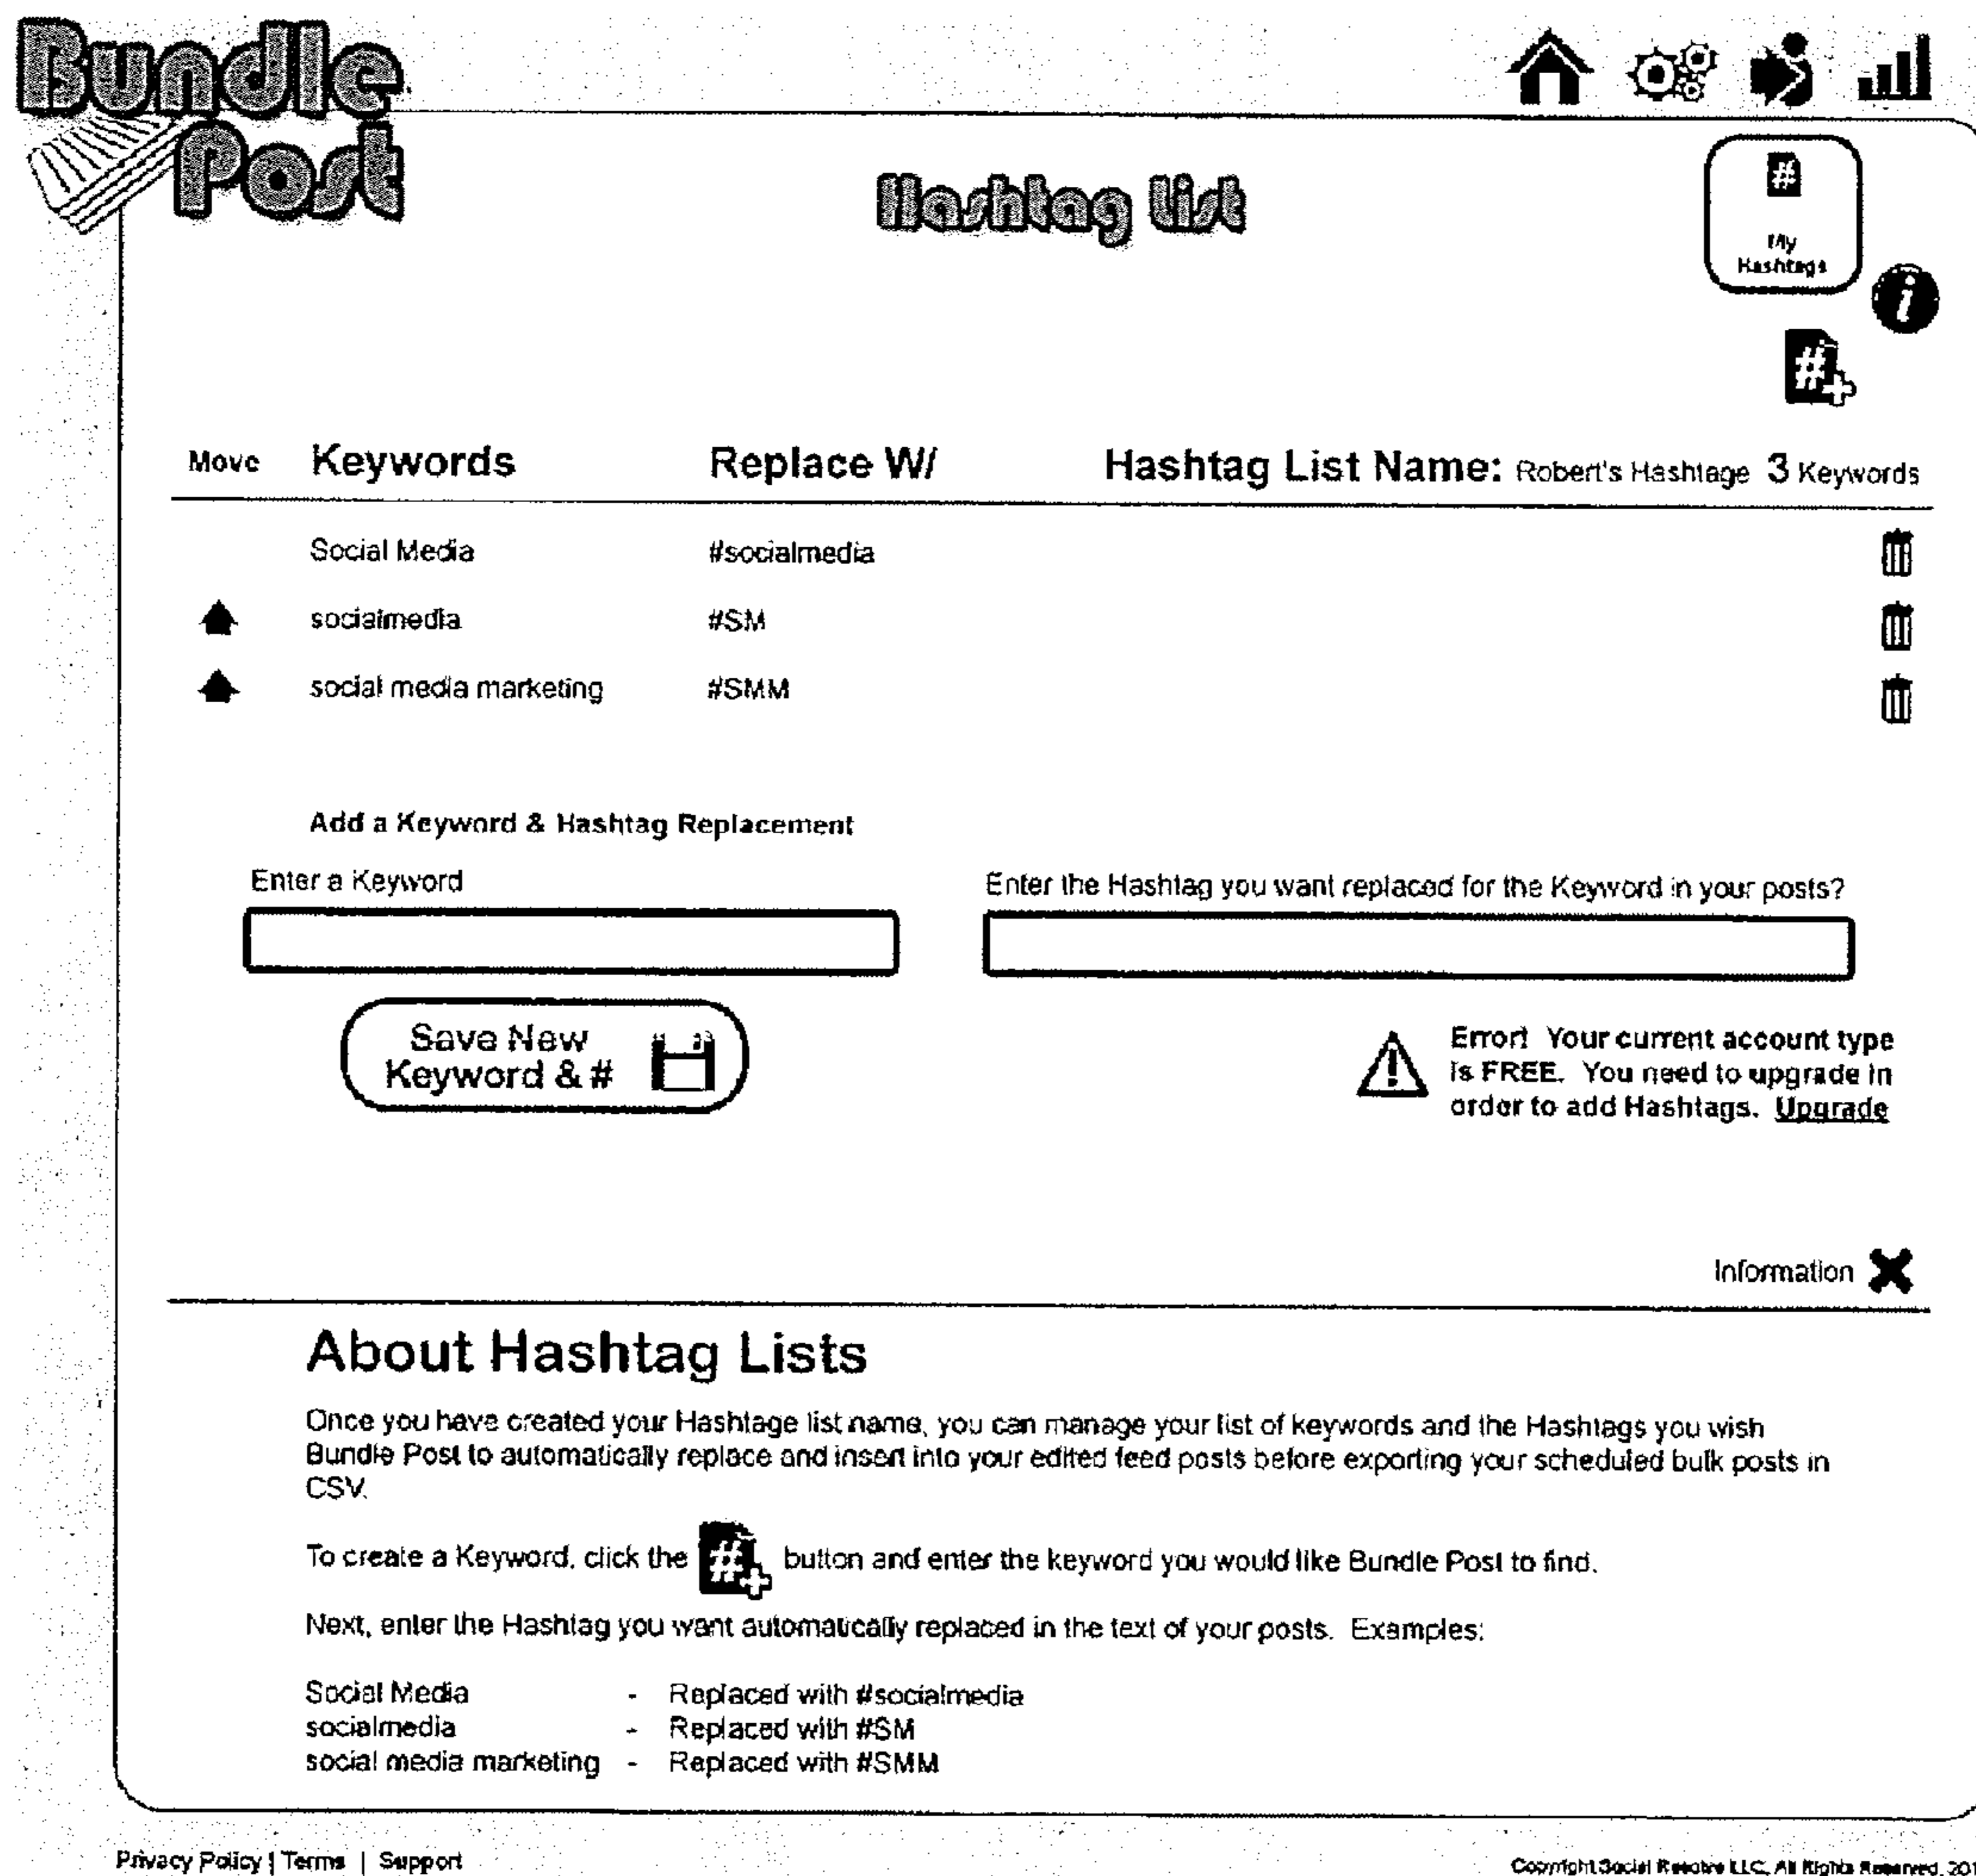 Bundle
Post
Hashtag List
#
My
Hashtags
i
#
Move Keywords Replace W/ Hashtag List Name: Robert's Hashtage 3 Keywords
Social Media #socialmedia
socialmedia #SM
social media marketing #SMM
Add a Keyword & Hashtag Replacement
Enter a Keyword Enter the Hashtag you want replaced for the Keyword in your posts?
Save New
Keyword & #
Error! Your current account type
is FREE. You need to upgrade in
order to add Hashtags. Upgrade
Information
About Hashtag Lists
Once you have created your Hashtage list name, you can manage your list of keywords and the Hashtags you wish
Bundle Post to automatically replace and insert into your edited feed posts before exporting your scheduled bulk posts in
CSV.
To create a Keyword, click the # button and enter the keyword you would like Bundle Post to find.
Next, enter the Hashtag you want automatically replaced in the text of your posts. Examples:
Social Media - Replaced with #socialmedia
socialmedia - Replaced with #SM
social media marketing - Replaced with #SMM
Privacy Policy | Terms | Support
Copyright Social Resolve LLC, All Rights Reserved, 201